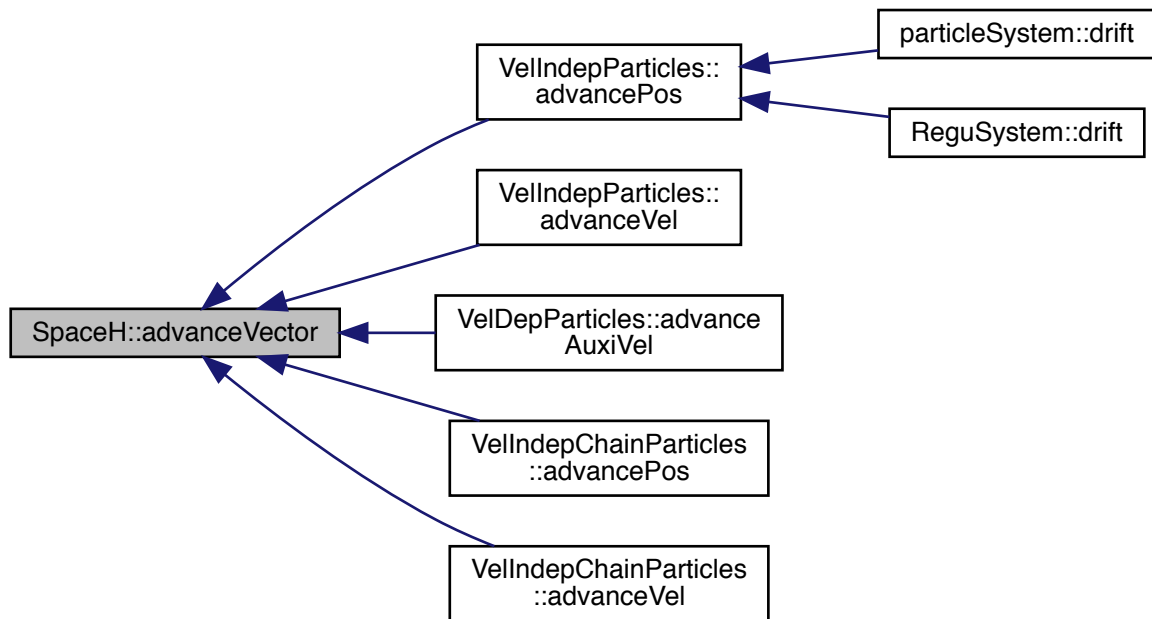 particleSystem::drift
VelIndepParticles::
advancePos
ReguSystem::drift
VelIndepParticles::
advanceVel
SpaceH::advanceVector
VelDepParticles::advance
AuxiVel
VelIndepChainParticles
::advancePos
VelIndepChainParticles
::advanceVel